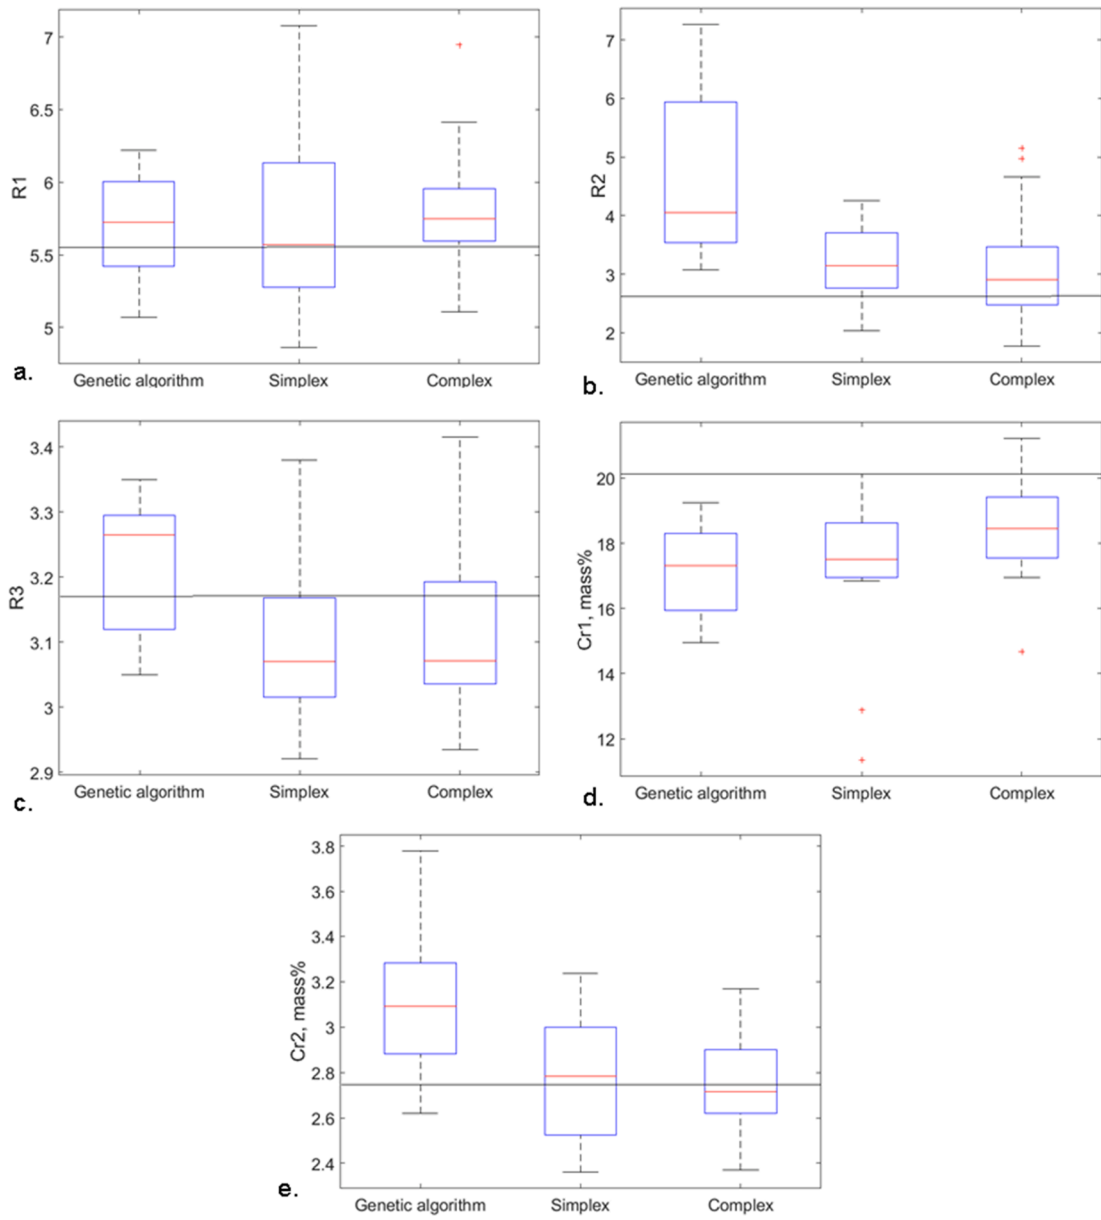 7
6.5
6
5.5
5
R1
Genetic algorithm Simplex Complex
a.
7
6
5
4
3
2
R2
Genetic algorithm Simplex Complex
b.
3.4
3.3
3.2
3.1
3
2.9
R3
Genetic algorithm Simplex Complex
c.
20
18
16
14
12
Cr1, mass%
Genetic algorithm Simplex Complex
d.
3.8
3.6
3.4
3.2
3
2.8
2.6
2.4
Cr2, mass%
Genetic algorithm Simplex Complex
e.